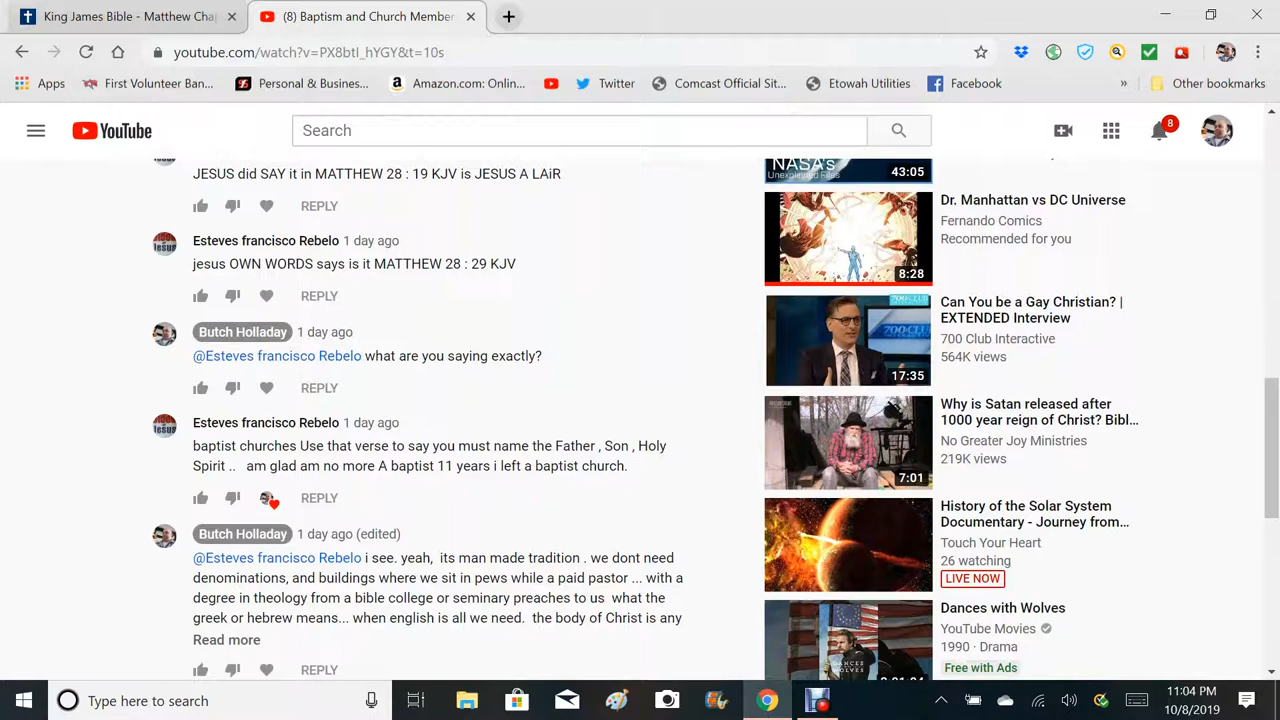 King James Bible - Matthew Cha
(8) Baptism and Church Member
youtube.com/watch?v=PX8btI_hYGY&t=10s
Apps
First Volunteer Ban...
Personal & Business...
Amazon.com: Onlin...
Twitter
Comcast Official Sit...
Etowah Utilities
Facebook
»
Other bookmarks
YouTube
Search
8
JESUS did SAY it in MATTHEW 28 : 19 KJV is JESUS A LAiR
REPLY
Esteves francisco Rebelo 1 day ago
jesus OWN WORDS says is it MATTHEW 28 : 29 KJV
REPLY
Butch Holladay 1 day ago
@Esteves francisco Rebelo what are you saying exactly?
REPLY
Esteves francisco Rebelo 1 day ago
baptist churches Use that verse to say you must name the Father , Son , Holy
Spirit .. am glad am no more A baptist 11 years i left a baptist church.
REPLY
Butch Holladay 1 day ago (edited)
@Esteves francisco Rebelo i see. yeah, its man made tradition . we dont need
denominations, and buildings where we sit in pews while a paid pastor ... with a
degree in theology from a bible college or seminary preaches to us what the
greek or hebrew means... when english is all we need. the body of Christ is any
Read more
REPLY
NASA's
Unexplained Files
43:05
Dr. Manhattan vs DC Universe
Fernando Comics
Recommended for you
8:28
Can You be a Gay Christian? |
EXTENDED Interview
700 Club Interactive
564K views
700 CLUB
17:35
Why is Satan released after
1000 year reign of Christ? Bibl...
No Greater Joy Ministries
219K views
7:01
History of the Solar System
Documentary - Journey from...
Touch Your Heart
26 watching
LIVE NOW
Dances with Wolves
YouTube Movies
1990 · Drama
Free with Ads
DANCES
WOLVES
Type here to search
11:04 PM
10/8/2019